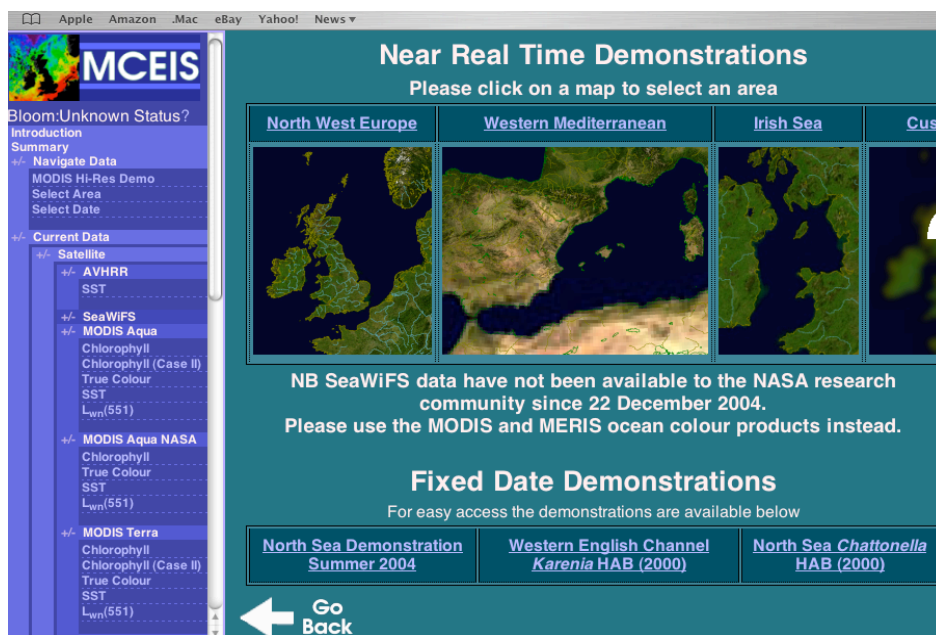 Apple Amazon .Mac eBay Yahoo! News ▾
MCEIS
Bloom:Unknown Status?
Introduction
Summary
+/- Navigate Data
MODIS Hi-Res Demo
Select Area
Select Date
+/- Current Data
+/- Satellite
+/- AVHRR
SST
+/- SeaWiFS
+/- MODIS Aqua
Chlorophyll
Chlorophyll (Case II)
True Colour
SST
Lwn(551)
+/- MODIS Aqua NASA
Chlorophyll
True Colour
SST
Lwn(551)
+/- MODIS Terra
Chlorophyll
Chlorophyll (Case II)
True Colour
SST
Lwn(551)
Near Real Time Demonstrations
Please click on a map to select an area
North West Europe Western Mediterranean Irish Sea Cus
NB SeaWiFS data have not been available to the NASA research
community since 22 December 2004.
Please use the MODIS and MERIS ocean colour products instead.
Fixed Date Demonstrations
For easy access the demonstrations are available below
North Sea Demonstration Western English Channel North Sea Chattonella
Summer 2004 Karenia HAB (2000) HAB (2000)
Go
Back